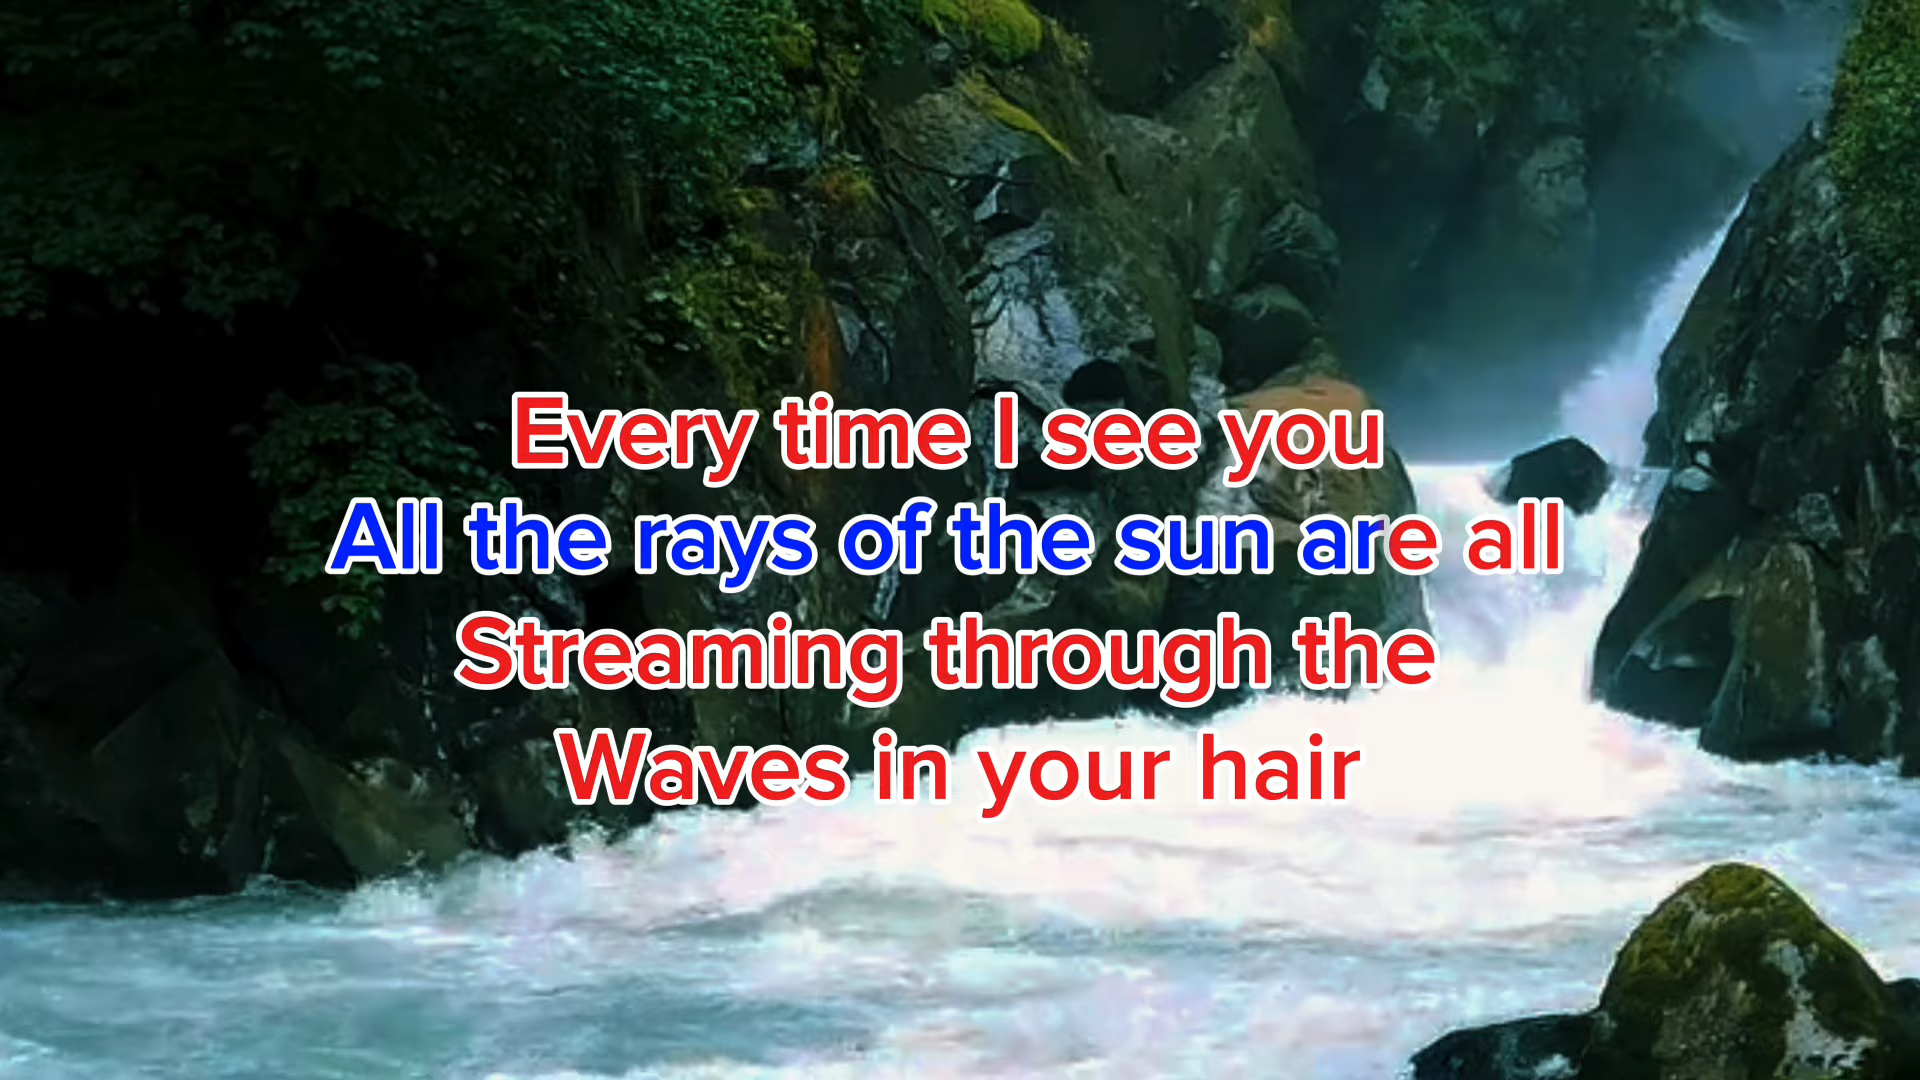 Every time I see you
All the rays of the sun are all
Streaming through the
Waves in your hair